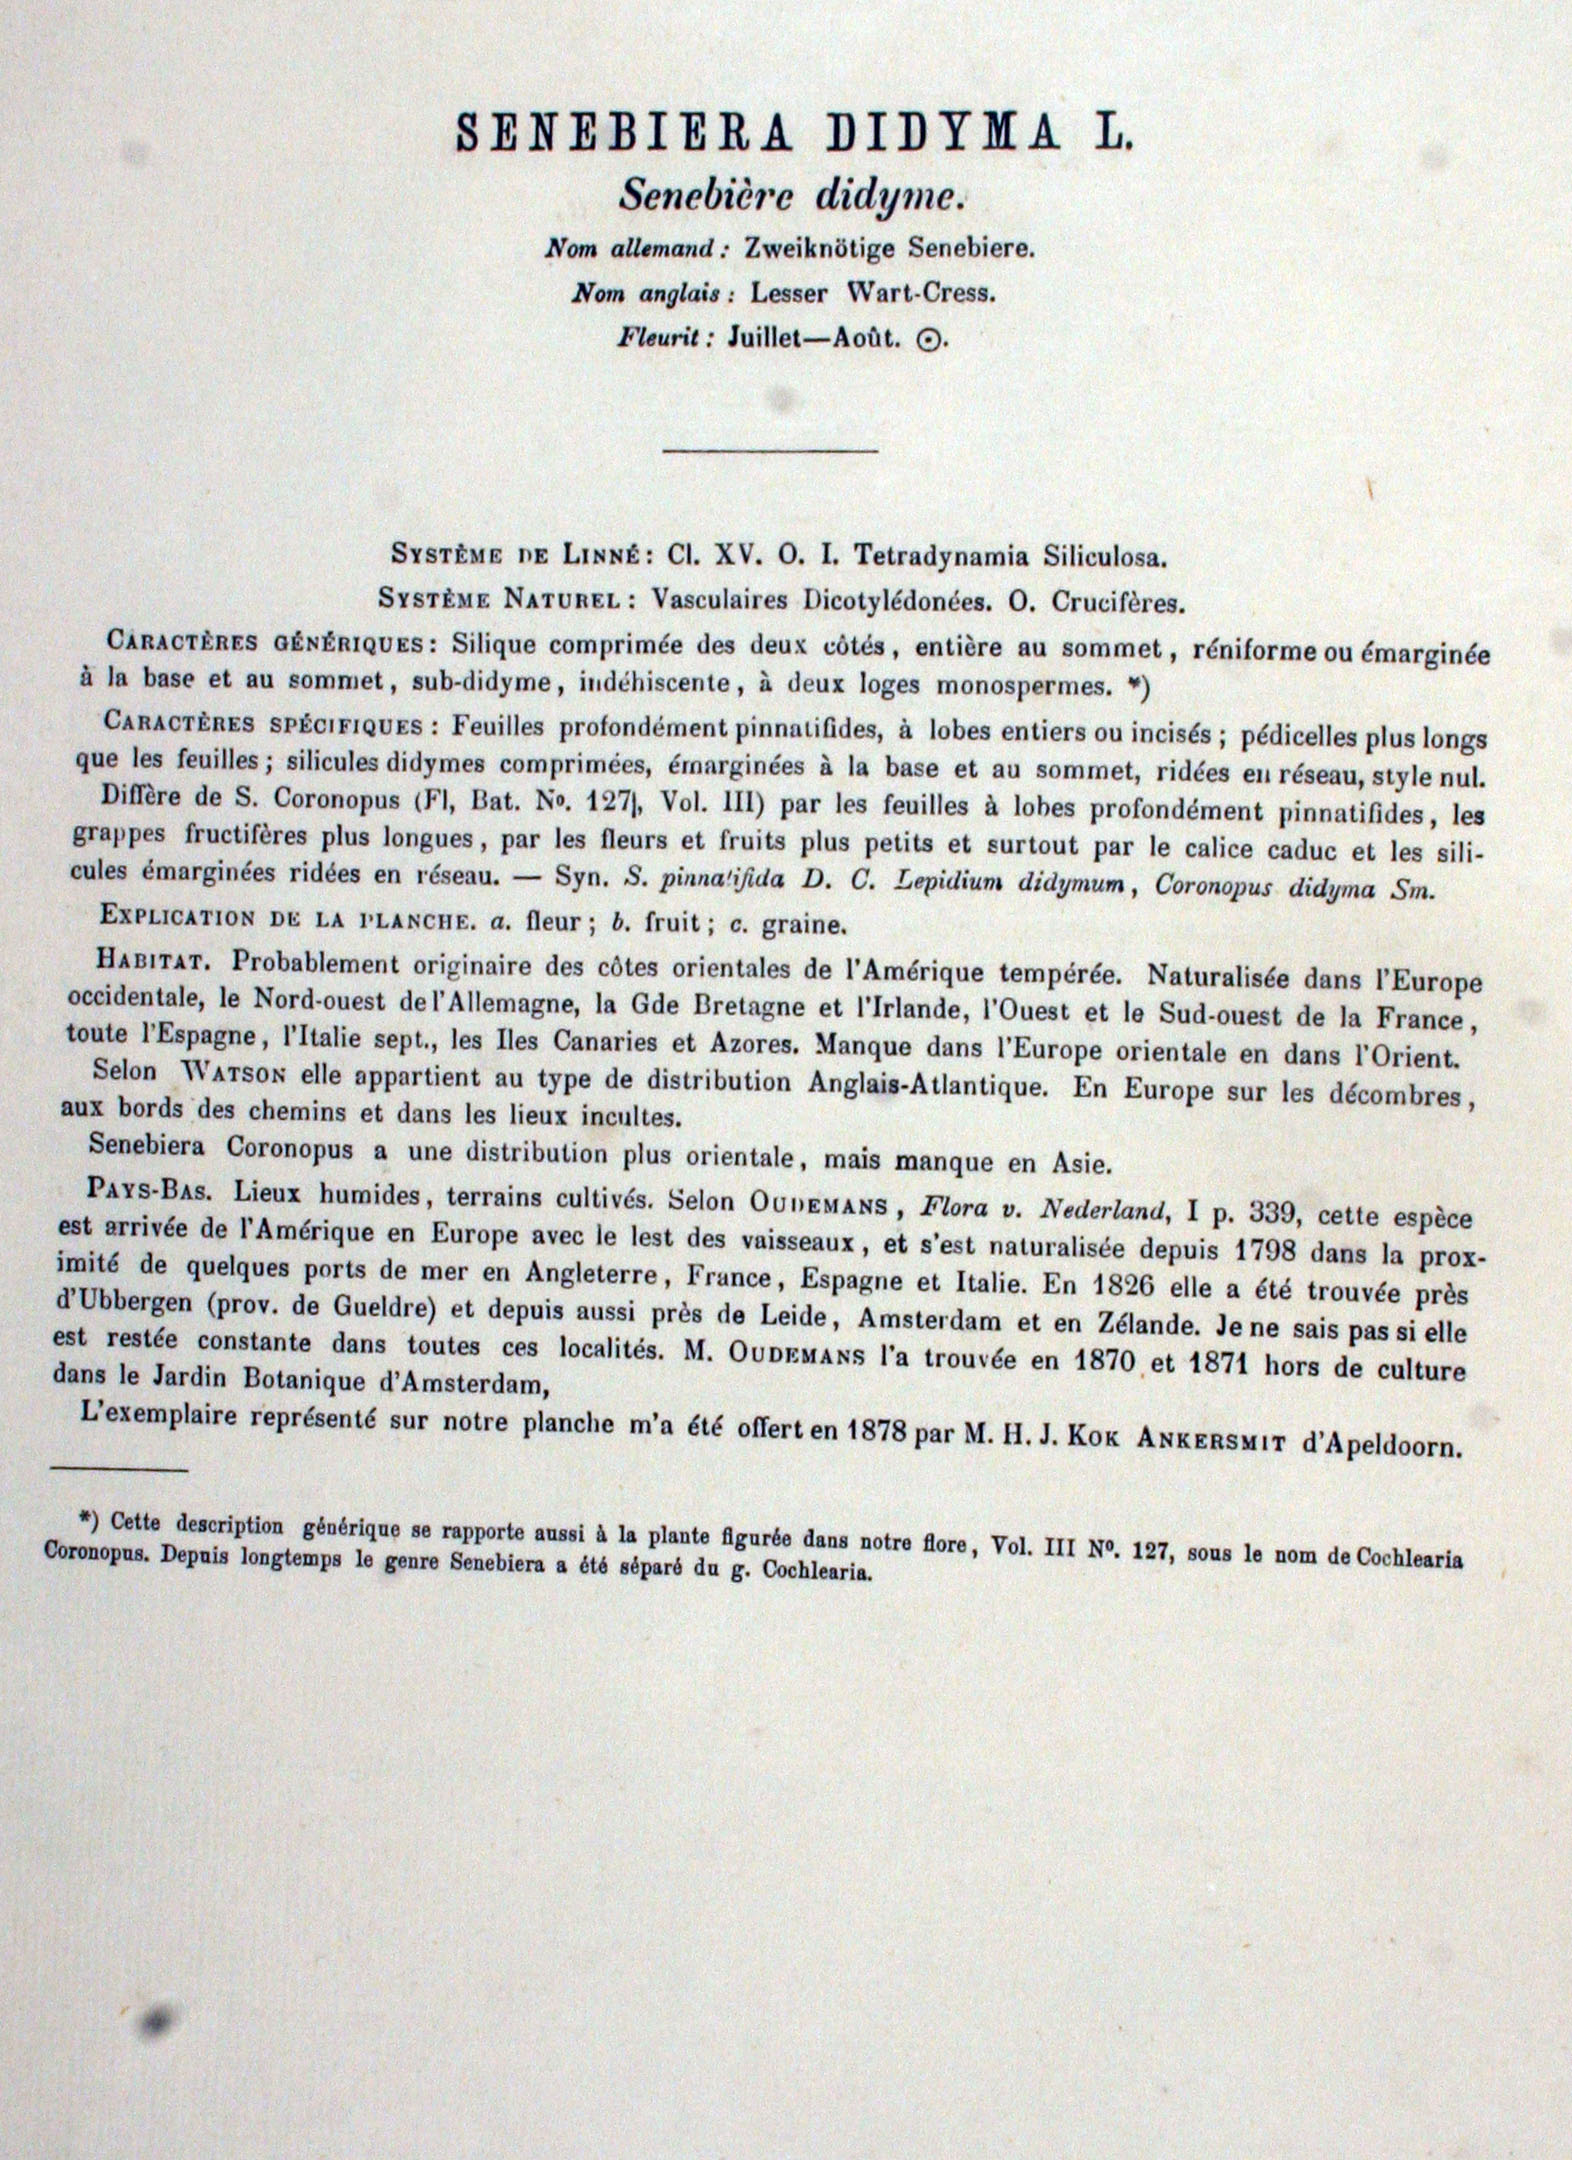 SENEBIERA DIDYMA L.
Senebière didyme.
Nom allemand : Zweiknötige Senebiere.
Nom anglais : Lesser Wart-Cress.
Fleurit : Juillet—Août. ⊙.
Système de Linné: Cl. XV. O. I. Tetradynamia Siliculosa.
Système Naturel : Vasculaires Dicotylédonées. O. Crucifères.
Caractères génériques: Silique comprimée des deux côtés, entière au sommet, réniforme ou émarginée
à la base et au sommet, sub-didyme, indéhiscente, à deux loges monospermes. *)
Caractères spécifiques : Feuilles profondément pinnatifides, à lobes entiers ou incisés ; pédicelles plus longs
que les feuilles ; silicules didymes comprimées, émarginées à la base et au sommet, ridées en réseau, style nul.
Diffère de S. Coronopus (Fl, Bat. No. 127), Vol. III) par les feuilles à lobes profondément pinnatifides, les
grappes fructifères plus longues, par les fleurs et fruits plus petits et surtout par le calice caduc et les sili-
cules émarginées ridées en réseau. — Syn. S. pinnatifida D. C. Lepidium didymum, Coronopus didyma Sm.
Explication de la planche. a. fleur ; b. fruit ; c. graine.
Habitat. Probablement originaire des côtes orientales de l'Amérique tempérée. Naturalisée dans l'Europe
occidentale, le Nord-ouest de l'Allemagne, la Gde Bretagne et l'Irlande, l'Ouest et le Sud-ouest de la France,
toute l'Espagne, l'Italie sept., les Iles Canaries et Azores. Manque dans l'Europe orientale en dans l'Orient.
Selon Watson elle appartient au type de distribution Anglais-Atlantique. En Europe sur les décombres,
aux bords des chemins et dans les lieux incultes.
Senebiera Coronopus a une distribution plus orientale, mais manque en Asie.
Pays-Bas. Lieux humides, terrains cultivés. Selon Oudemans, Flora v. Nederland, I p. 339, cette espèce
est arrivée de l'Amérique en Europe avec le lest des vaisseaux, et s'est naturalisée depuis 1798 dans la prox-
imité de quelques ports de mer en Angleterre, France, Espagne et Italie. En 1826 elle a été trouvée près
d'Ubbergen (prov. de Gueldre) et depuis aussi près de Leide, Amsterdam et en Zélande. Je ne sais pas si elle
est restée constante dans toutes ces localités. M. Oudemans l'a trouvée en 1870 et 1871 hors de culture
dans le Jardin Botanique d'Amsterdam,
L'exemplaire représenté sur notre planche m'a été offert en 1878 par M. H. J. Kok Ankersmit d'Apeldoorn.
*) Cette description générique se rapporte aussi à la plante figurée dans notre flore, Vol. III Nº. 127, sous le nom de Cochlearia
Coronopus. Depuis longtemps le genre Senebiera a été séparé du g. Cochlearia.